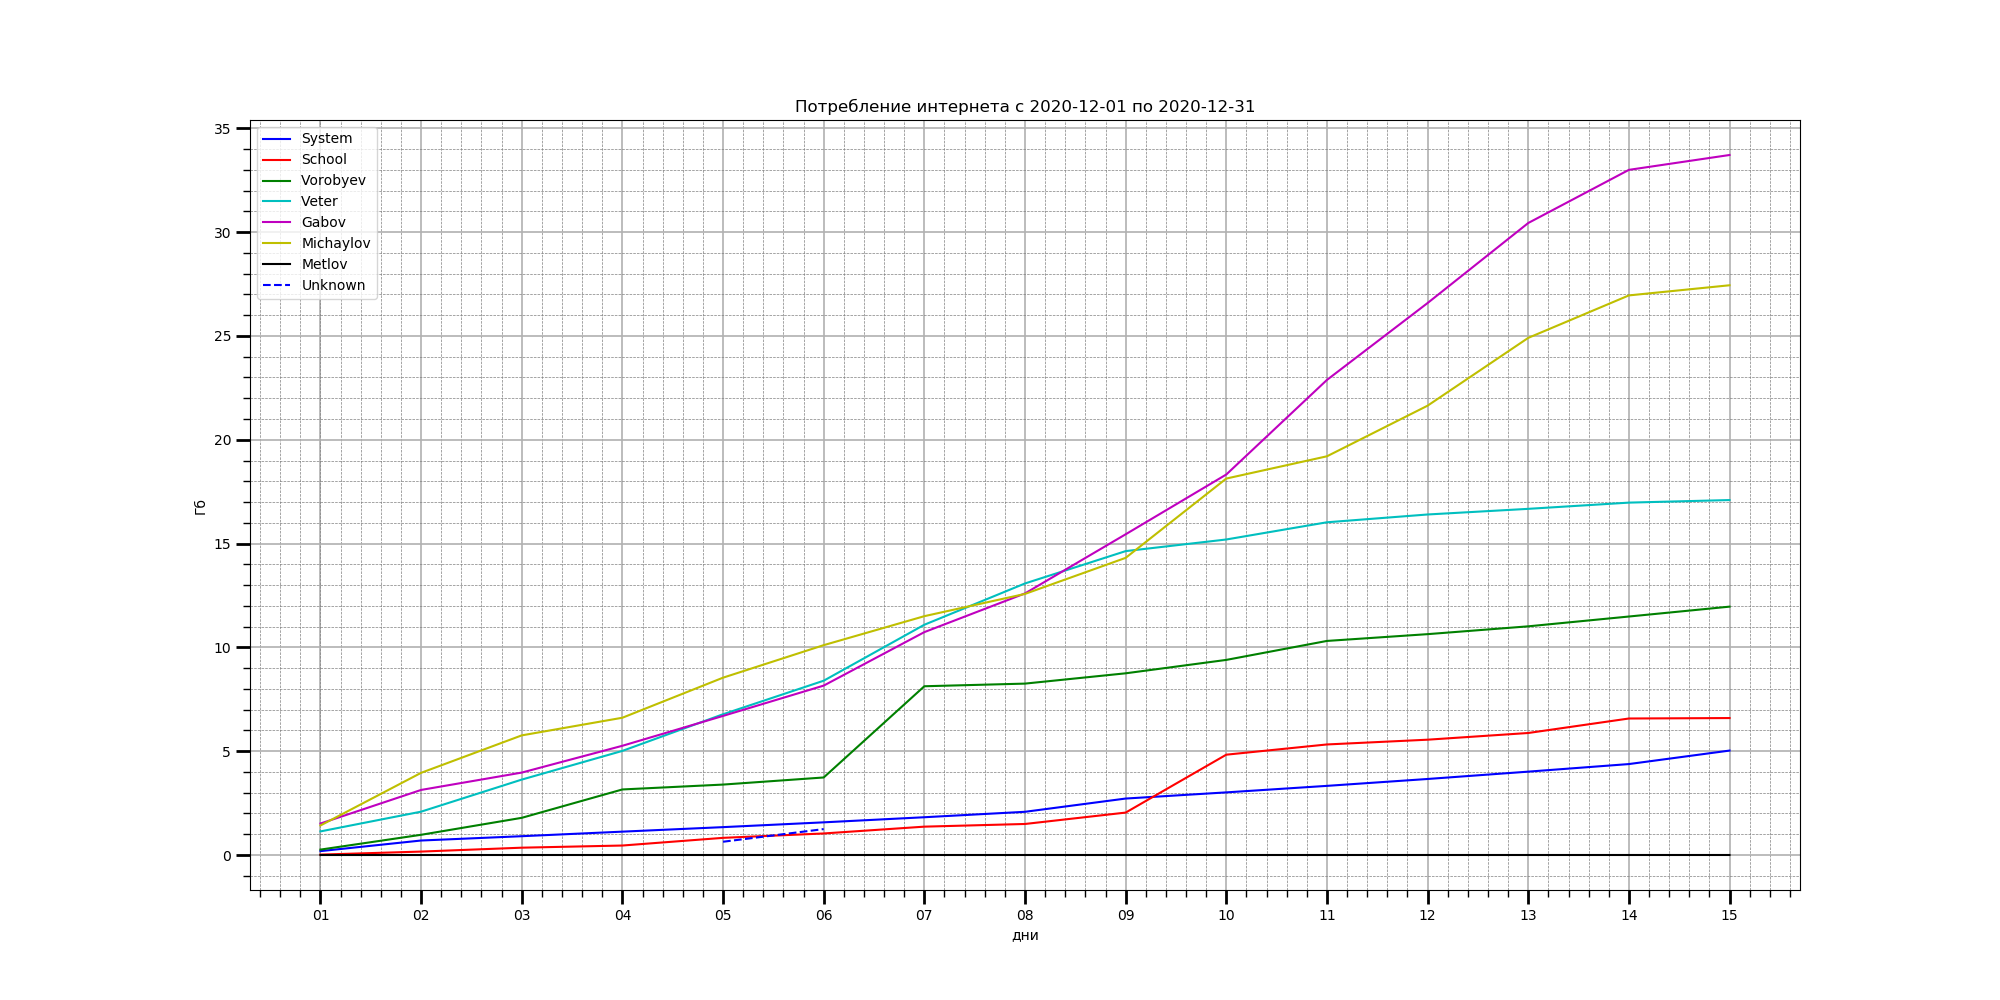 Потребление интернета с 2020-12-01 по 2020-12-31
35
30
25
20
15
10
5
0
Гб
System
School
Vorobyev
Veter
Gabov
Michaylov
Metlov
Unknown
01 02 03 04 05 06 07 08 09 10 11 12 13 14 15
дни